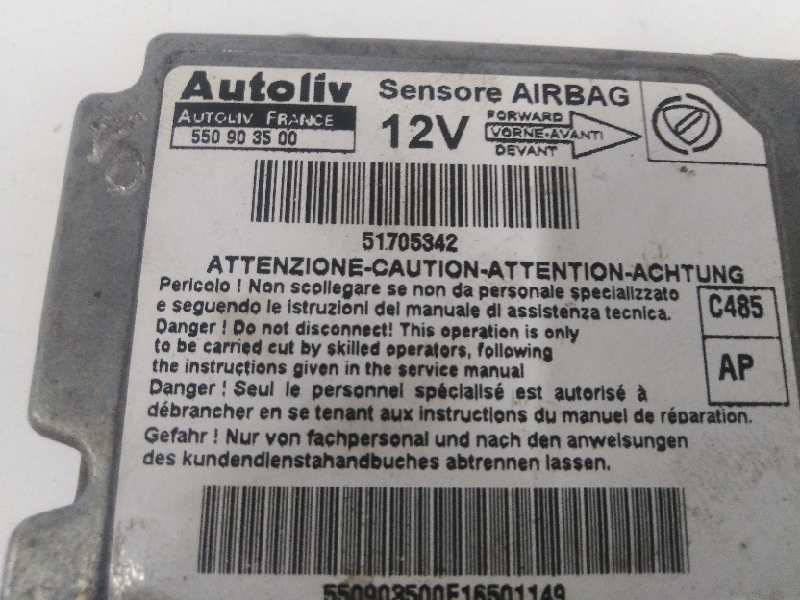 Autoliv
Sensore AIRBAG
AUTOLIV FRANCE
550 90 35 00
12V
FORWARD
VORNE-AVANTI
DEVANT
51705342
ATTENZIONE-CAUTION-ATTENTION-ACHTUNG
Pericolo ! Non scollegare se non da personale specializzato
e seguendo le istruzioni del manuale di assistenza tecnica.
Danger ! Do not disconnect! This operation is only
to be carried cut by skilled operators, following
the instructions given in the service manual
Danger ! Seul le personnel spécialisé est autorisé à
débrancher en se tenant aux instructions du manuel de réparation.
Gefahr ! Nur von fachpersonal und nach den anweisungen
des kundendienstahandbuches abtrennen lassen.
C485
AP
550903500F16501149